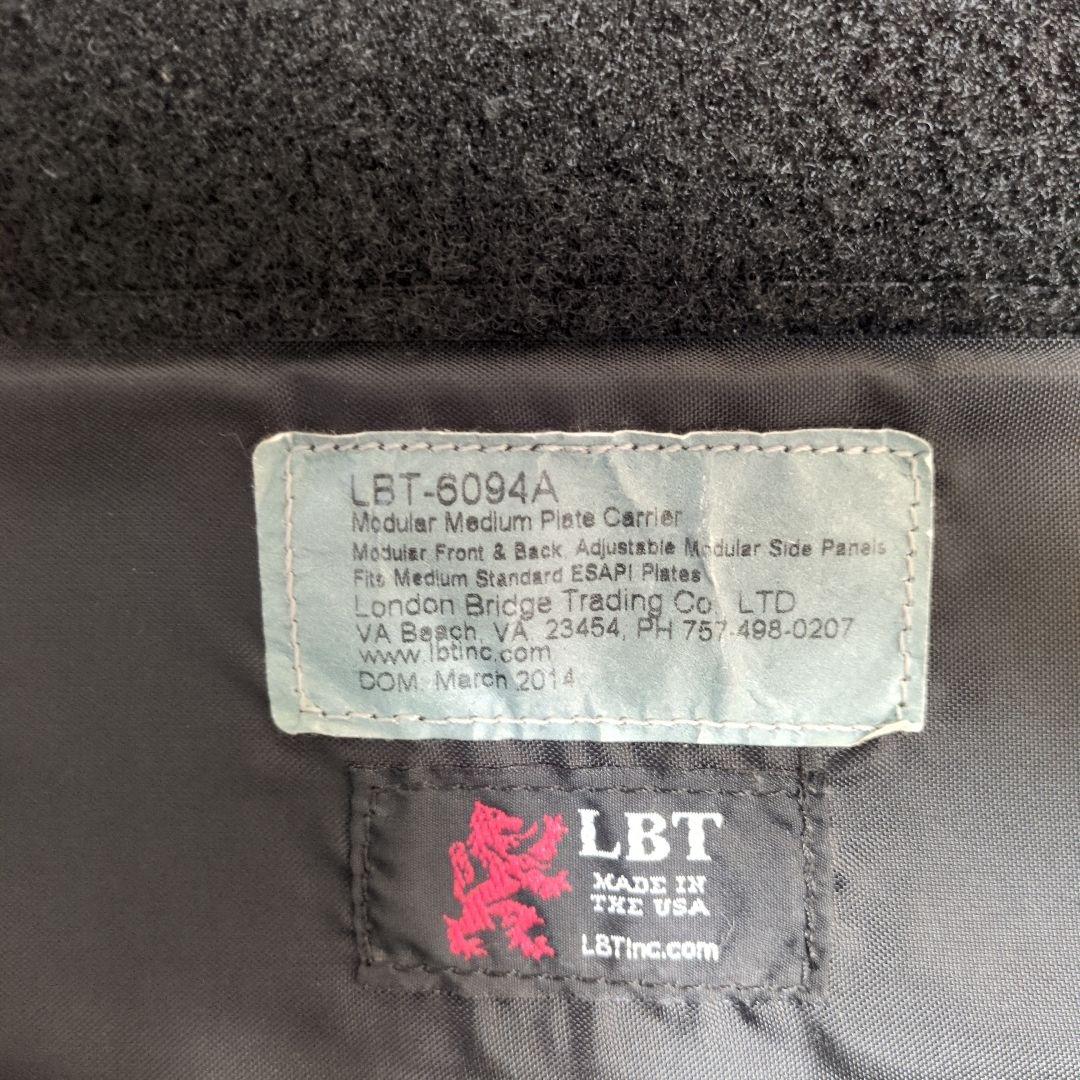 LBT-6094A
Modular Medium Plate Carrier
Modular Front & Back, Adjustable Modular Side Panels
Fits Medium Standard ESAPI Plates
London Bridge Trading Co., LTD
VA Beach, VA. 23454, PH 757-498-0207
www.lbtinc.com
DOM: March 2014
LBT
MADE IN
THE USA
LBTInc.com